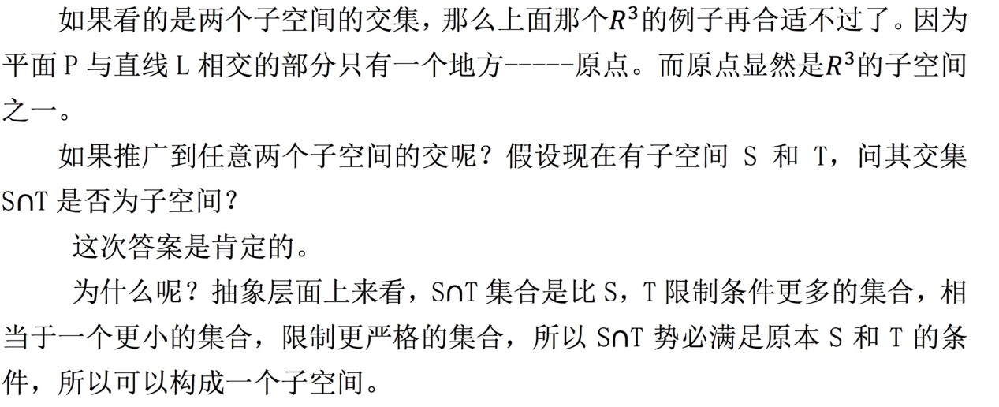 如果看的是两个子空间的交集，那么上面那个R³的例子再合适不过了。因为
平面 P 与直线 L 相交的部分只有一个地方-----原点。而原点显然是R³的子空间
之一。
如果推广到任意两个子空间的交呢？假设现在有子空间 S 和 T，问其交集
S∩T 是否为子空间？
这次答案是肯定的。
为什么呢？抽象层面上来看，S∩T 集合是比 S，T 限制条件更多的集合，相
当于一个更小的集合，限制更严格的集合，所以 S∩T 势必满足原本 S 和 T 的条
件，所以可以构成一个子空间。